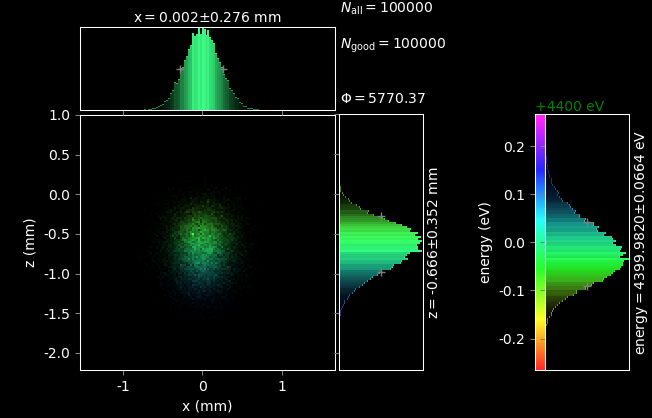 x = 0.002±0.276 mm
N_all = 100000
N_good = 100000
Φ = 5770.37
+4400 eV
1.0
0.5
0.0
-0.5
-1.0
-1.5
-2.0
z (mm)
-1
0
1
x (mm)
z = -0.666±0.352 mm
0.2
0.1
0.0
-0.1
-0.2
energy (eV)
energy = 4399.9820±0.0664 eV